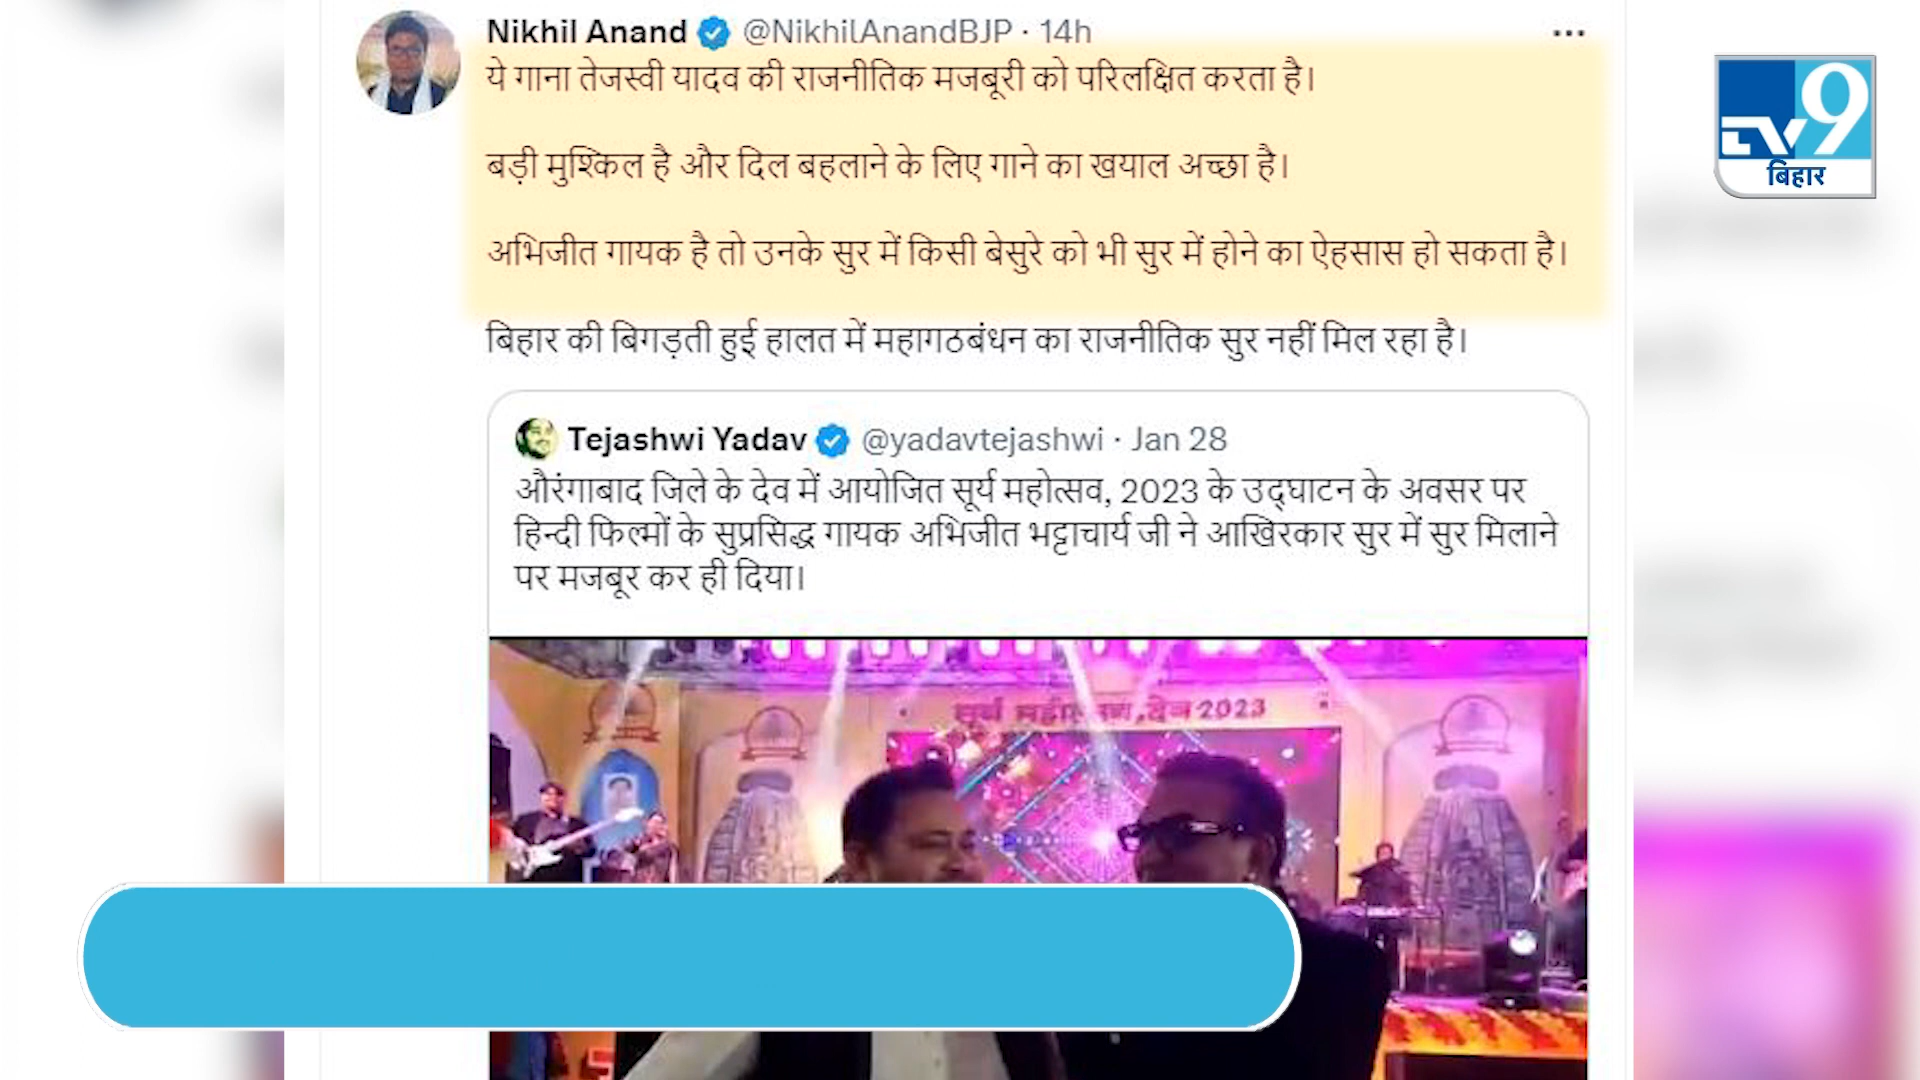 Nikhil Anand @NikhilAnandBJP · 14h
ये गाना तेजस्वी यादव की राजनीतिक मजबूरी को परिलक्षित करता है।
बड़ी मुश्किल है और दिल बहलाने के लिए गाने का खयाल अच्छा है।
अभिजीत गायक है तो उनके सुर में किसी बेसुरे को भी सुर में होने का ऐहसास हो सकता है।
बिहार की बिगड़ती हुई हालत में महागठबंधन का राजनीतिक सुर नहीं मिल रहा है।
Tejashwi Yadav @yadavtejashwi · Jan 28
औरंगाबाद जिले के देव में आयोजित सूर्य महोत्सव, 2023 के उद्घाटन के अवसर पर
हिन्दी फिल्मों के सुप्रसिद्ध गायक अभिजीत भट्टाचार्य जी ने आखिरकार सुर में सुर मिलाने
पर मजबूर कर ही दिया।
सूर्य महोत्सव, देव 2023
TV9
बिहार